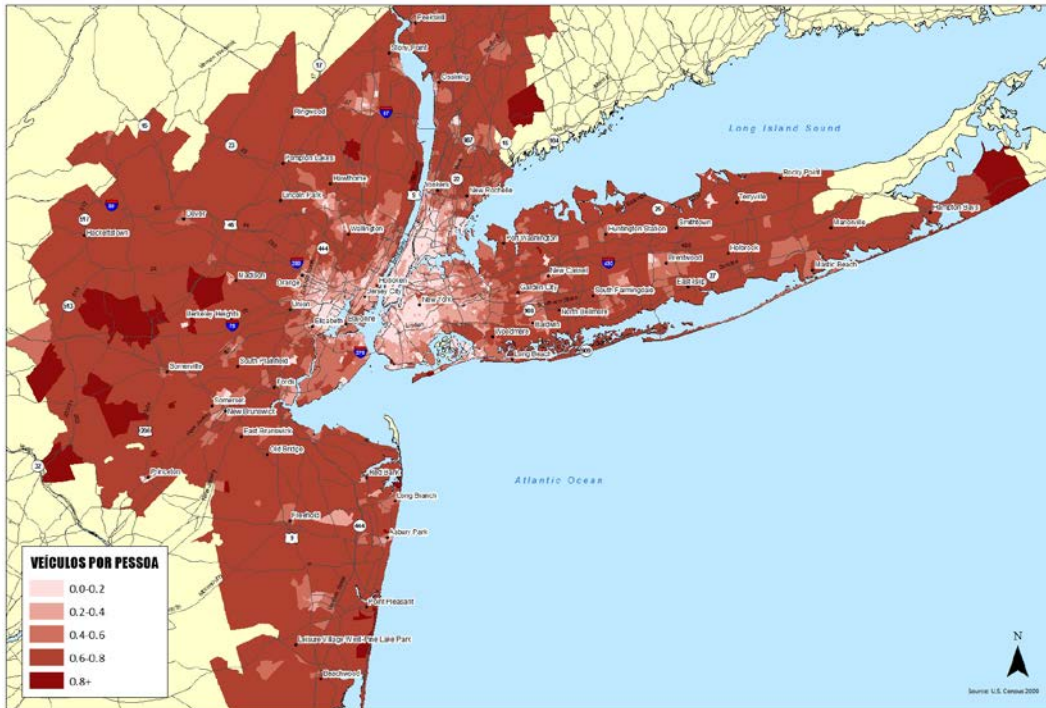 Peekskill
Stony Point
Ossining
Ringwood
Long Island Sound
Pompton Lakes
Hawthorne
Lincoln Park
Yonkers
New Rochelle
Rocky Point
Terryville
Hampton Bays
Dover
Wallington
Smithtown
Manorville
Huntington Station
Hackettstown
Port Washington
Holbrook
Brentwood
Mastic Beach
Madison
Orange
Hoboken
New Cassel
Jersey City
Garden City
East Islip
South Farmingdale
New York
Union
Berkeley Heights
Elizabeth
Bayonne
North Bellmore
Baldwin
Woodmere
Long Beach
South Plainfield
Somerville
Fords
Somerset
New Brunswick
East Brunswick
Old Bridge
Princeton
Red Bank
Atlantic Ocean
Long Branch
Freehold
Asbury Park
VEÍCULOS POR PESSOA
0.0-0.2
0.2-0.4
0.4-0.6
0.6-0.8
0.8+
Point Pleasant
Leisure Village West-Pine Lake Park
Beachwood
N
Source: U.S. Census 2000